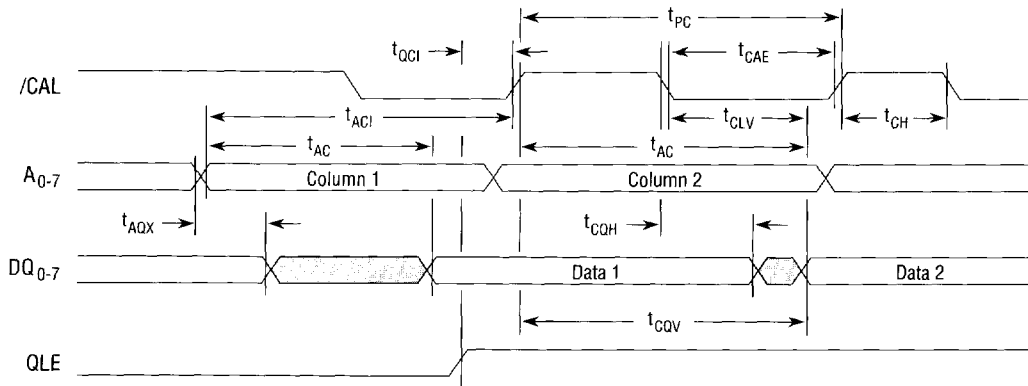 t_PC
t_QCI
t_CAE
/CAL
t_ACI
t_CLV
t_CH
t_AC
t_AC
A_0-7
Column 1
Column 2
t_AQX
t_CQH
DQ_0-7
Data 1
Data 2
t_CQV
QLE